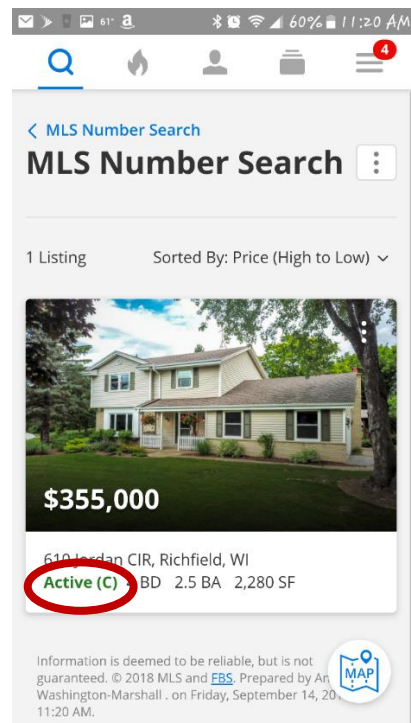 61° a 60% 11:20 AM
4
MLS Number Search
MLS Number Search
1 Listing Sorted By: Price (High to Low)
$355,000
610 Jordan CIR, Richfield, WI
Active (C) BD 2.5 BA 2,280 SF
Information is deemed to be reliable, but is not
guaranteed. © 2018 MLS and FBS. Prepared by
Washington-Marshall . on Friday, September 14,
11:20 AM.
MAP